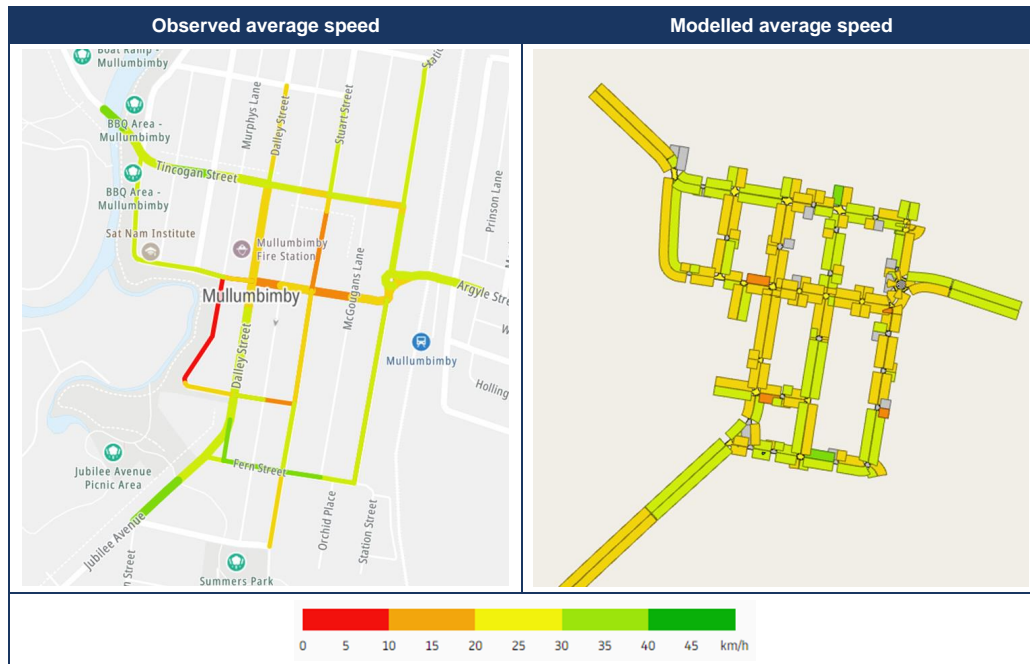 Observed average speed
Modelled average speed
Boat Ramp -
Mullumbimby
BBQ Area -
Mullumbimby
BBQ Area -
Mullumbimby
Sat Nam Institute
Tincogan Street
Murphys Lane
Dalley Street
Stuart Street
Prinson Lane
Mullumbimby
Fire Station
Mullumbimby
McGougans Lane
Argyle Stre
Dalley Street
Mullumbimby
Holling
Jubilee Avenue
Picnic Area
Fern Street
Jubilee Avenue
Orchid Place
Station Street
Summers Park
0 5 10 15 20 25 30 35 40 45 km/h